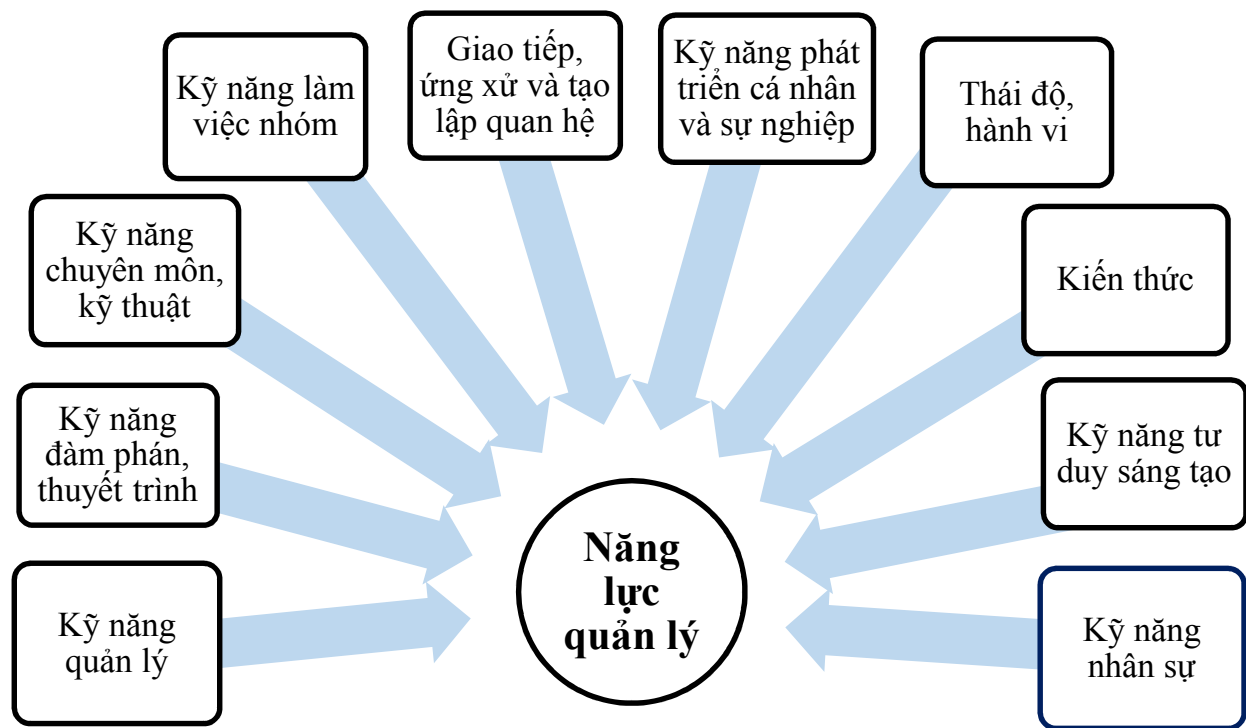 Kỹ năng làm
việc nhóm
Giao tiếp,
ứng xử và tạo
lập quan hệ
Kỹ năng phát
triển cá nhân
và sự nghiệp
Thái độ,
hành vi
Kỹ năng
chuyên môn,
kỹ thuật
Kiến thức
Kỹ năng
đàm phán,
thuyết trình
Kỹ năng tư
duy sáng tạo
Kỹ năng
quản lý
Năng
lực
quản lý
Kỹ năng
nhân sự